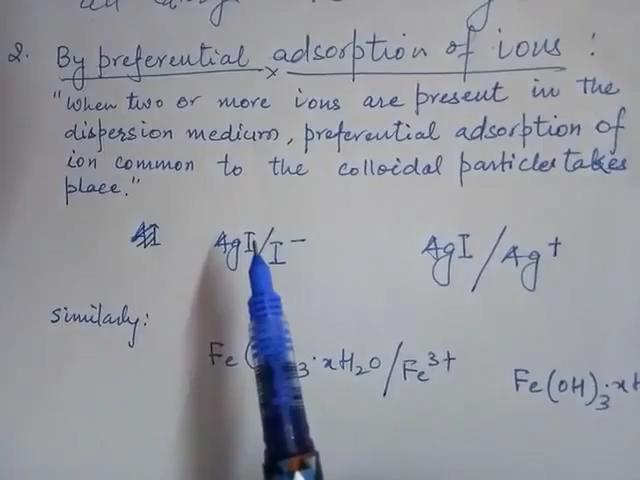 2. By preferential adsorption of ions :
"When two or more ions are present in the
dispersion medium, preferential adsorption of
ion common to the colloidal particles takes
place."
AgI/I⁻ AgI/Ag⁺
similarly:
Fe( ₃·xH₂O/Fe³⁺ Fe(OH)₃·xH